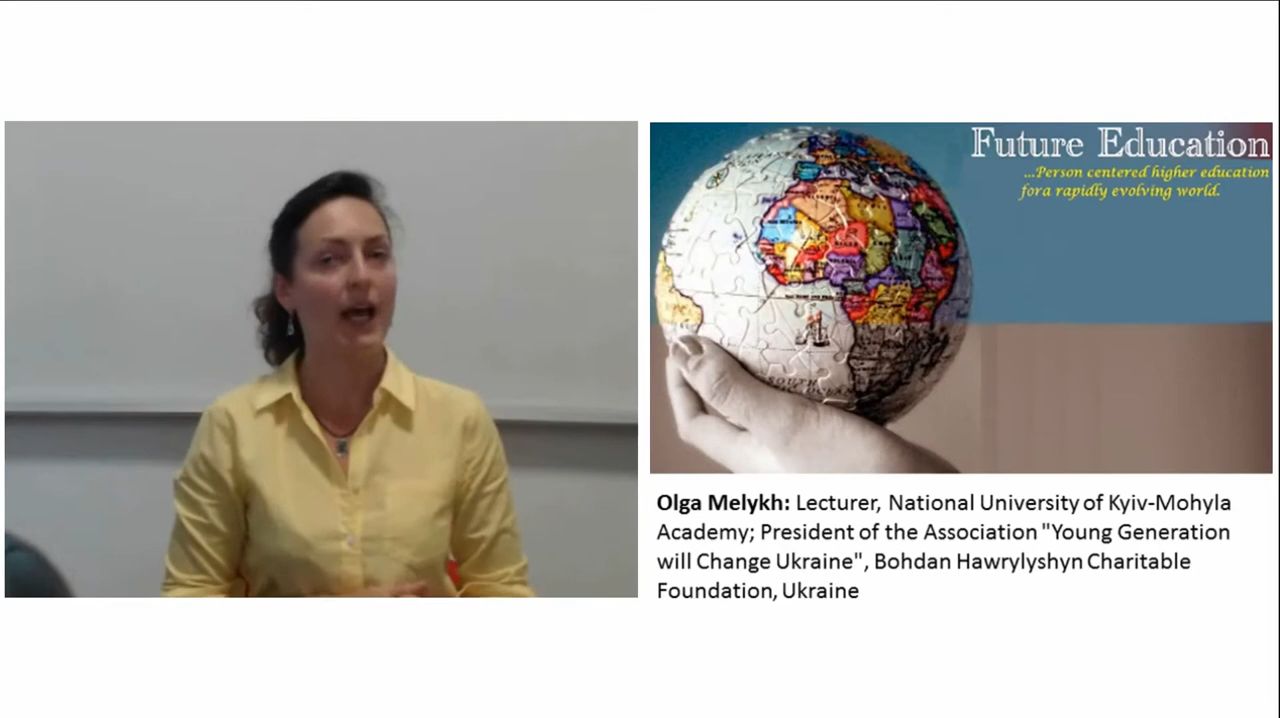 Future Education
...Person centered higher education
fora rapidly evolving world.
Olga Melykh: Lecturer, National University of Kyiv-Mohyla
Academy; President of the Association "Young Generation
will Change Ukraine", Bohdan Hawrylyshyn Charitable
Foundation, Ukraine